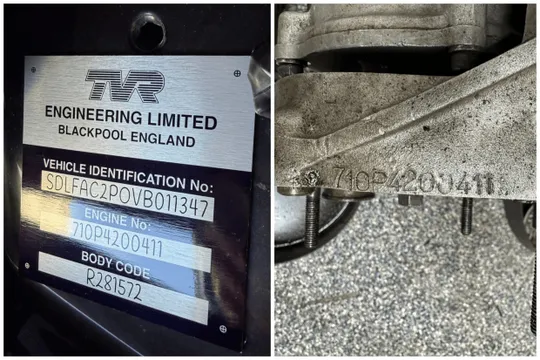 TVR
ENGINEERING LIMITED
BLACKPOOL ENGLAND
VEHICLE IDENTIFICATION No:
SDLFAC2P0VB011347
ENGINE No:
710P4200411
BODY CODE
R281572
710P4200411